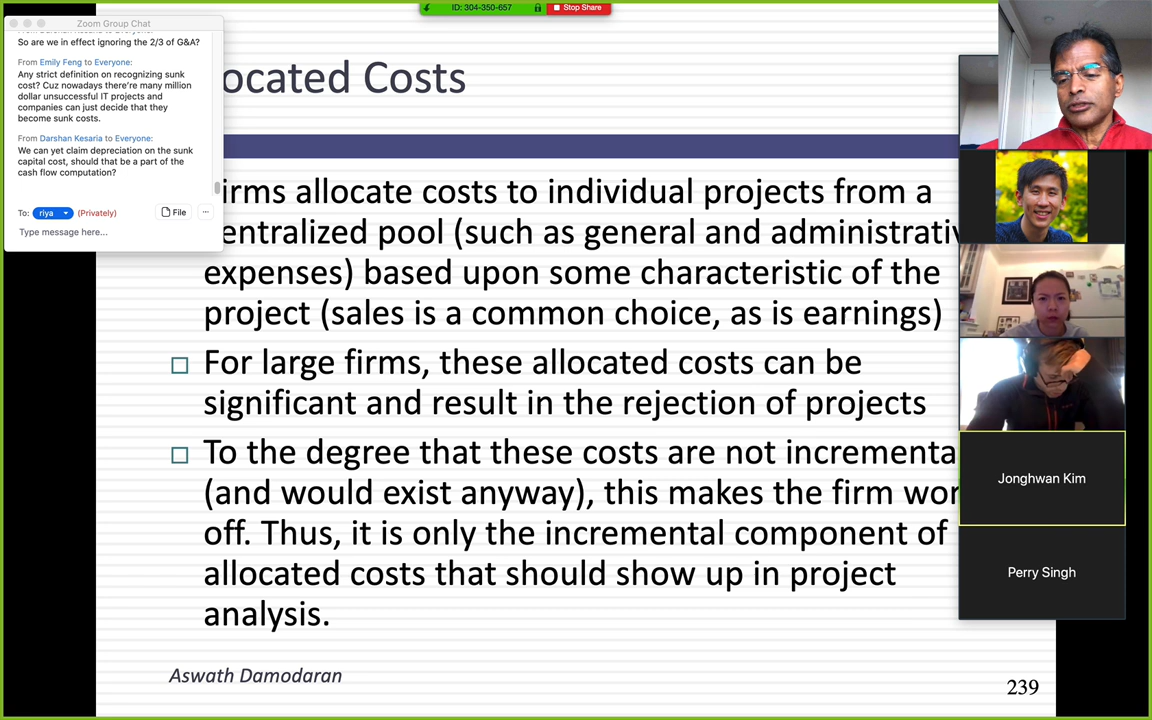 ID: 304-350-657
Stop Share
Zoom Group Chat
So are we in effect ignoring the 2/3 of G&A?
From Emily Feng to Everyone:
Any strict definition on recognizing sunk
cost? Cuz nowadays there're many million
dollar unsuccessful IT projects and
companies can just decide that they
become sunk costs.
From Darshan Kesaria to Everyone:
We can yet claim depreciation on the sunk
capital cost, should that be a part of the
cash flow computation?
To: riya (Privately) File ...
Type message here...
ocated Costs
irms allocate costs to individual projects from a
entralized pool (such as general and administrativ
expenses) based upon some characteristic of the
project (sales is a common choice, as is earnings)
For large firms, these allocated costs can be
significant and result in the rejection of projects
To the degree that these costs are not incrementa
(and would exist anyway), this makes the firm wor
off. Thus, it is only the incremental component of
allocated costs that should show up in project
analysis.
Aswath Damodaran
239
Jonghwan Kim
Perry Singh